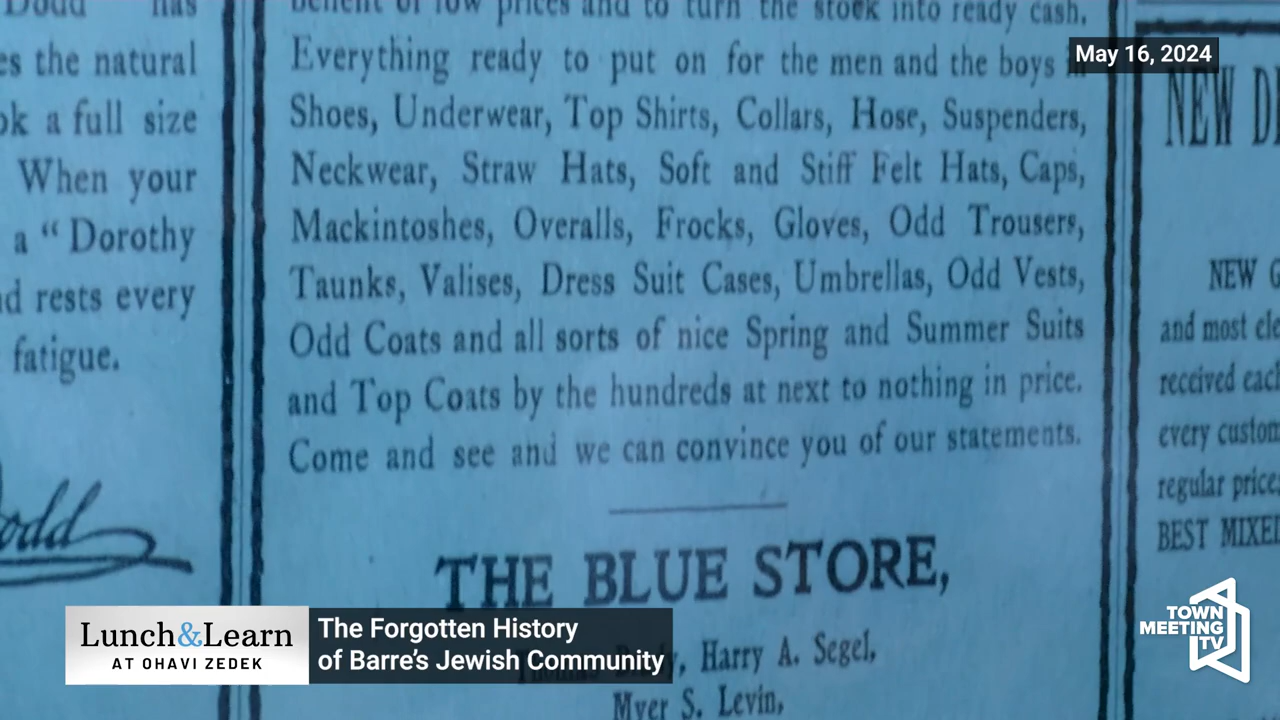 Dodd has
es the natural
ok a full size
When your
a “ Dorothy
nd rests every
fatigue.
Dodd
benefit of low prices and to turn the stock into ready cash.
Everything ready to put on for the men and the boys
Shoes, Underwear, Top Shirts, Collars, Hose, Suspenders,
Neckwear, Straw Hats, Soft and Stiff Felt Hats, Caps,
Mackintoshes, Overalls, Frocks, Gloves, Odd Trousers,
Taunks, Valises, Dress Suit Cases, Umbrellas, Odd Vests,
Odd Coats and all sorts of nice Spring and Summer Suits
and Top Coats by the hundreds at next to nothing in price.
Come and see and we can convince you of our statements.
THE BLUE STORE,
Harry A. Segel,
Myer S. Levin,
May 16, 2024
NEW
NEW
and most
received
every
regular
BEST
Lunch&Learn
AT OHAVI ZEDEK
The Forgotten History
of Barre’s Jewish Community
TOWN
MEETING
TV